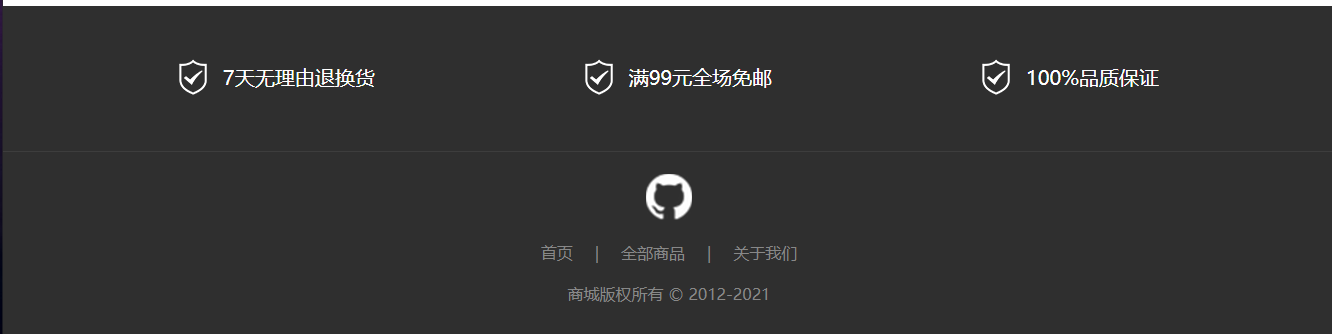 7天无理由退换货 满99元全场免邮 100%品质保证
首页 | 全部商品 | 关于我们
商城版权所有 © 2012-2021